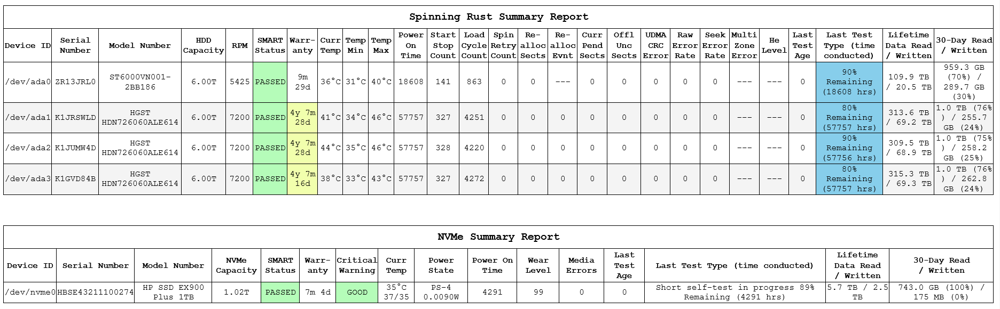 Spinning Rust Summary Report
Device ID | Serial Number | Model Number | HDD Capacity | RPM | SMART Status | Warr-anty | Curr Temp | Temp Min | Temp Max | Power On Time | Start Stop Count | Load Cycle Count | Spin Retry Count | Re-alloc Sects | Re-alloc Evnt | Curr Pend Sects | Offl Unc Sects | UDMA CRC Error | Raw Error Rate | Seek Error Rate | Multi Zone Error | He Level | Last Test Age | Last Test Type (time conducted) | Lifetime Data Read / Written | 30-Day Read / Written
/dev/ada0 | ZR13JRL0 | ST6000VN001-2BB186 | 6.00T | 5425 | PASSED | 9m 29d | 36°C | 31°C | 40°C | 18608 | 141 | 863 | 0 | 0 | --- | 0 | 0 | 0 | 0 | 0 | --- | --- | 0 | 90% Remaining (18608 hrs) | 109.9 TB / 20.5 TB | 959.3 GB (70%) / 289.7 GB (30%)
/dev/ada1 | K1JRSWLD | HGST HDN726060ALE614 | 6.00T | 7200 | PASSED | 4y 7m 28d | 41°C | 34°C | 46°C | 57757 | 327 | 4251 | 0 | 0 | 0 | 0 | 0 | 0 | 0 | 0 | --- | --- | 0 | 80% Remaining (57757 hrs) | 313.6 TB / 69.2 TB | 1.0 TB (76%) / 255.7 GB (24%)
/dev/ada2 | K1JUMW4D | HGST HDN726060ALE614 | 6.00T | 7200 | PASSED | 4y 7m 28d | 44°C | 35°C | 46°C | 57757 | 328 | 4220 | 0 | 0 | 0 | 0 | 0 | 0 | 0 | 0 | --- | --- | 0 | 90% Remaining (57756 hrs) | 309.5 TB / 68.9 TB | 1.0 TB (75%) / 258.2 GB (25%)
/dev/ada3 | K1GVD84B | HGST HDN726060ALE614 | 6.00T | 7200 | PASSED | 4y 7m 16d | 38°C | 33°C | 43°C | 57757 | 327 | 4272 | 0 | 0 | 0 | 0 | 0 | 0 | 0 | 0 | --- | --- | 0 | 80% Remaining (57757 hrs) | 315.3 TB / 69.3 TB | 1.0 TB (76%) / 262.8 GB (24%)
NVMe Summary Report
Device ID | Serial Number | Model Number | NVMe Capacity | SMART Status | Warr-anty | Critical Warning | Curr Temp | Power State | Power On Time | Wear Level | Media Errors | Last Test Age | Last Test Type (time conducted) | Lifetime Data Read / Written | 30-Day Read / Written
/dev/nvme0 | HBSE43211100274 | HP SSD EX900 Plus 1TB | 1.02T | PASSED | 7m 4d | GOOD | 35°C 37/35 | PS-4 0.0090W | 4291 | 99 | 0 | 0 | Short self-test in progress 89% Remaining (4291 hrs) | 5.7 TB / 2.5 TB | 743.0 GB (100%) / 175 MB (0%)